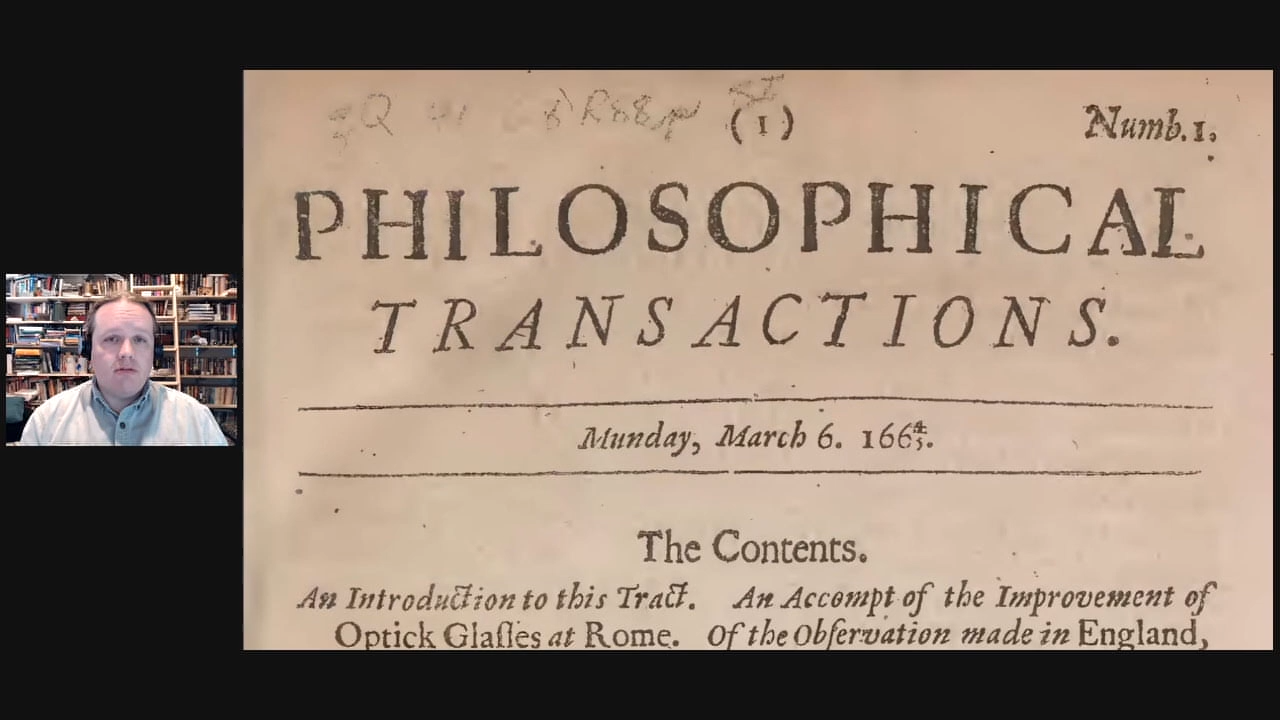 (1)
Numb.1.
PHILOSOPHICAL
TRANSACTIONS.
Munday, March 6. 166⁴⁄₅.
The Contents.
An Introduction to this Tract. An Accompt of the Improvement of
Optick Glaſſes at Rome. Of the Obſervation made in England,